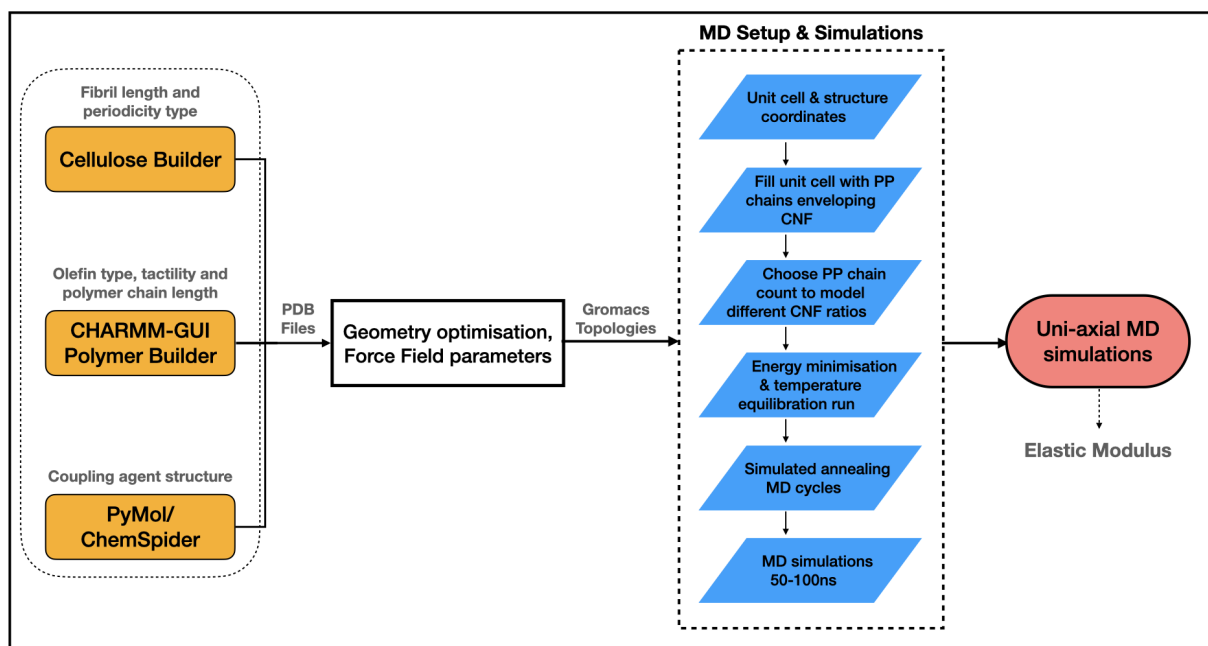 Fibril length and
periodicity type
Cellulose Builder
Olefin type, tactility and
polymer chain length
CHARMM-GUI
Polymer Builder
Coupling agent structure
PyMol/
ChemSpider
PDB
Files
Geometry optimisation,
Force Field parameters
Gromacs
Topologies
MD Setup & Simulations
Unit cell & structure
coordinates
Fill unit cell with PP
chains enveloping
CNF
Choose PP chain
count to model
different CNF ratios
Energy minimisation
& temperature
equilibration run
Simulated annealing
MD cycles
MD simulations
50-100ns
Uni-axial MD
simulations
Elastic Modulus